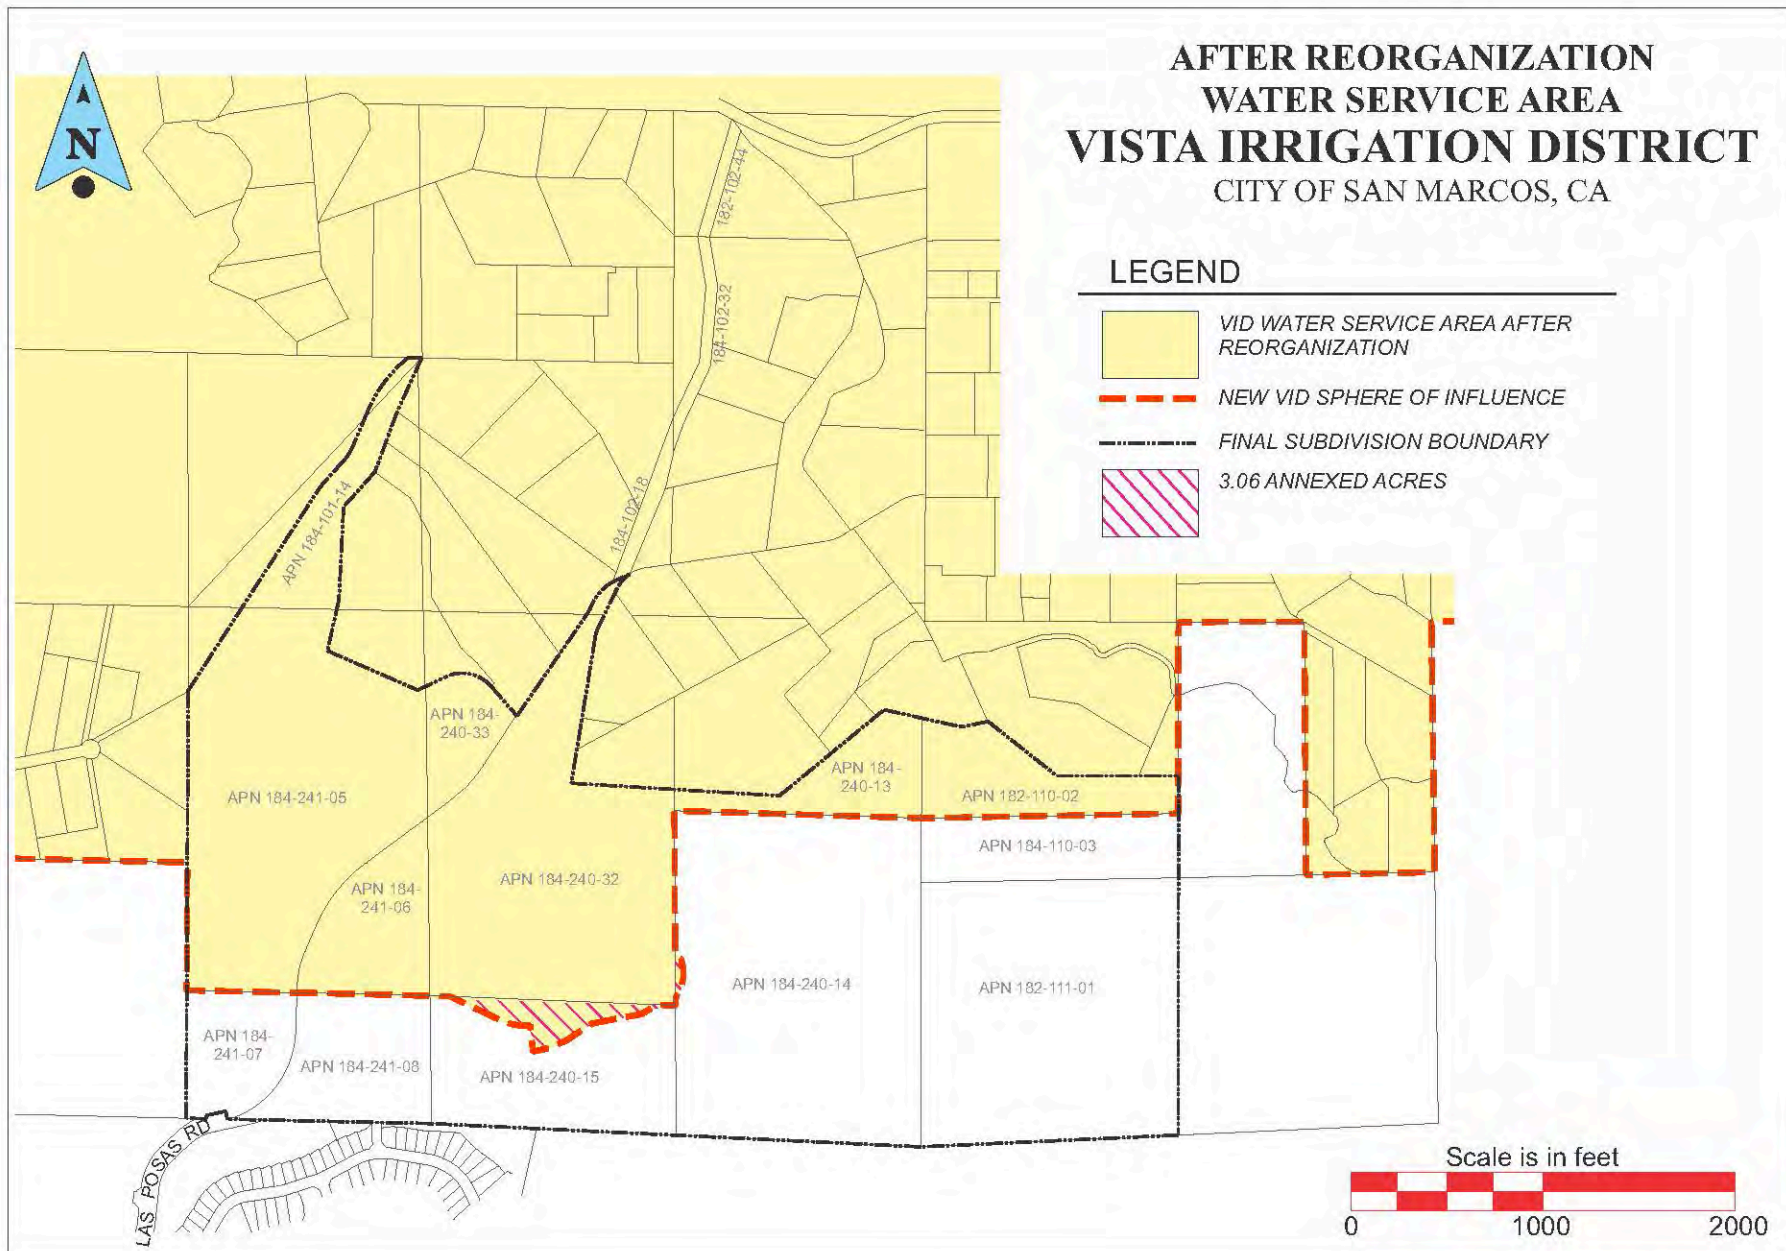 AFTER REORGANIZATION
WATER SERVICE AREA
VISTA IRRIGATION DISTRICT
CITY OF SAN MARCOS, CA
N
LEGEND
VID WATER SERVICE AREA AFTER
REORGANIZATION
NEW VID SPHERE OF INFLUENCE
FINAL SUBDIVISION BOUNDARY
3.06 ANNEXED ACRES
182-102-44
184-102-32
184-102-18
APN 184-101-14
APN 184-
240-33
APN 184-241-05
APN 184-
240-13
APN 182-110-02
APN 184-110-03
APN 184-
241-06
APN 184-240-32
APN 184-240-14
APN 182-111-01
APN 184-
241-07
APN 184-241-08
APN 184-240-15
LAS POSAS RD
Scale is in feet
0
1000
2000